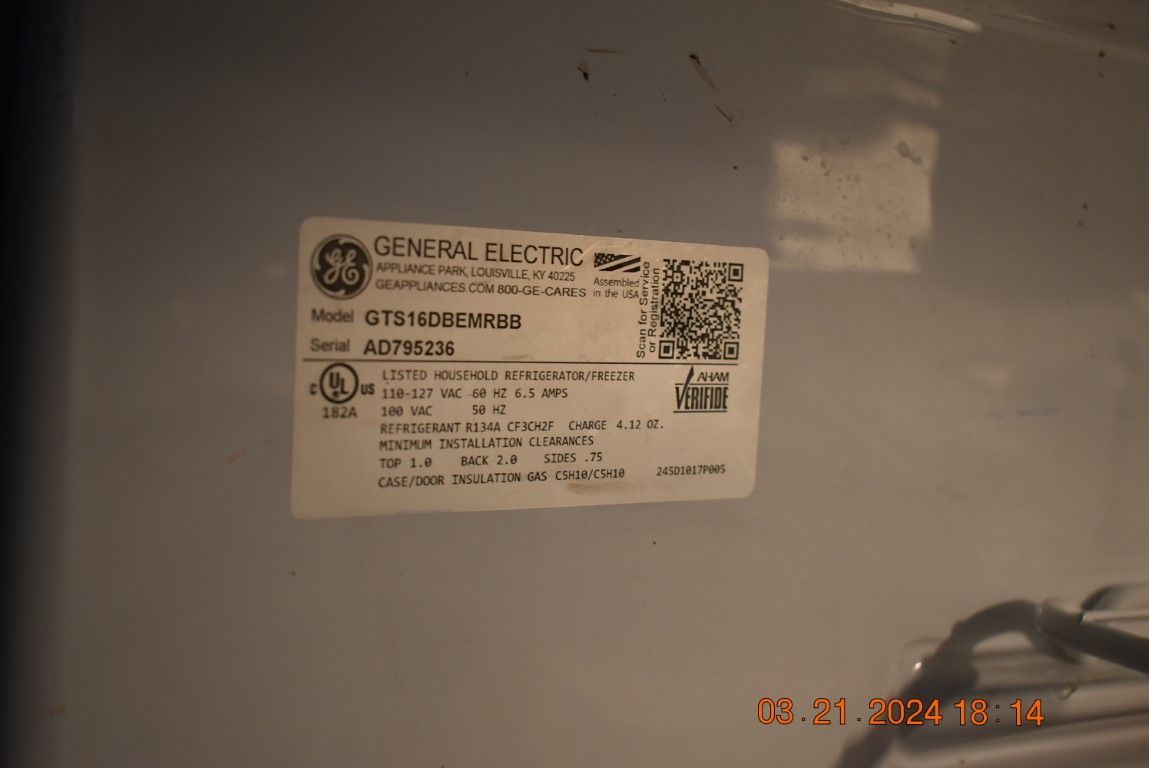 GE
GENERAL ELECTRIC
APPLIANCE PARK, LOUISVILLE, KY 40225
GEAPPLIANCES.COM 800-GE-CARES
Assembled
in the USA
Scan for Service
or Registration
Model GTS16DBEMRBB
Serial AD795236
C UL US
182A
LISTED HOUSEHOLD REFRIGERATOR/FREEZER
110-127 VAC 60 HZ 6.5 AMPS
100 VAC 50 HZ
REFRIGERANT R134A CF3CH2F CHARGE 4.12 OZ.
MINIMUM INSTALLATION CLEARANCES
TOP 1.0 BACK 2.0 SIDES .75
CASE/DOOR INSULATION GAS C5H10/C5H10 245D1017P005
AHAM
VERIFIDE
03.21.2024 18:14